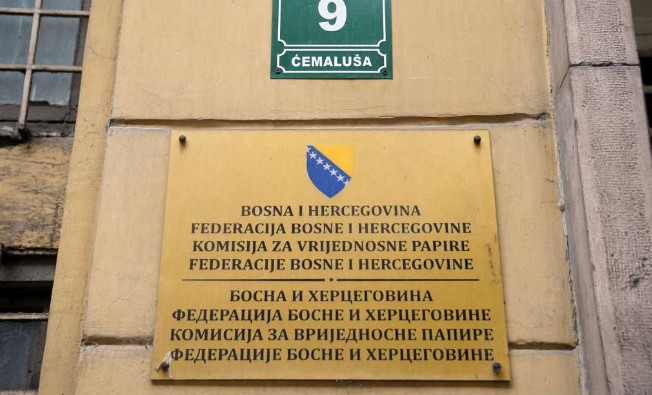 9
ĆEMALUŠA
BOSNA I HERCEGOVINA
FEDERACIJA BOSNE I HERCEGOVINE
KOMISIJA ZA VRIJEDNOSNE PAPIRE
FEDERACIJE BOSNE I HERCEGOVINE
БОСНА И ХЕРЦЕГОВИНА
ФЕДЕРАЦИЈА БОСНЕ И ХЕРЦЕГОВИНЕ
КОМИСИЈА ЗА ВРИЈЕДНОСНЕ ПАПИРЕ
ФЕДЕРАЦИЈЕ БОСНЕ И ХЕРЦЕГОВИНЕ